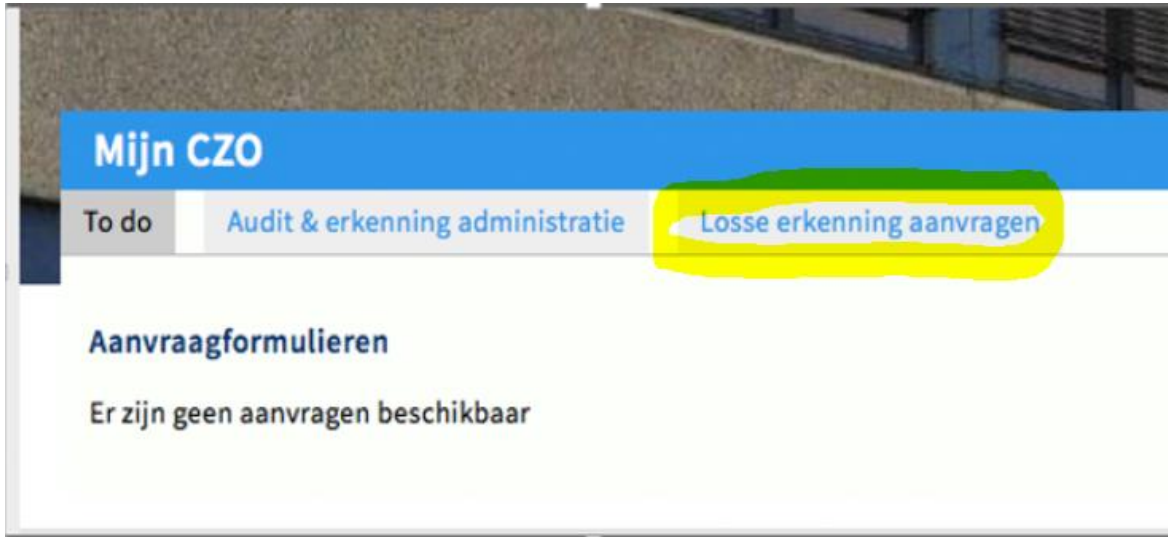 Mijn CZO
To do Audit & erkenning administratie Losse erkenning aanvragen
Aanvraagformulieren
Er zijn geen aanvragen beschikbaar